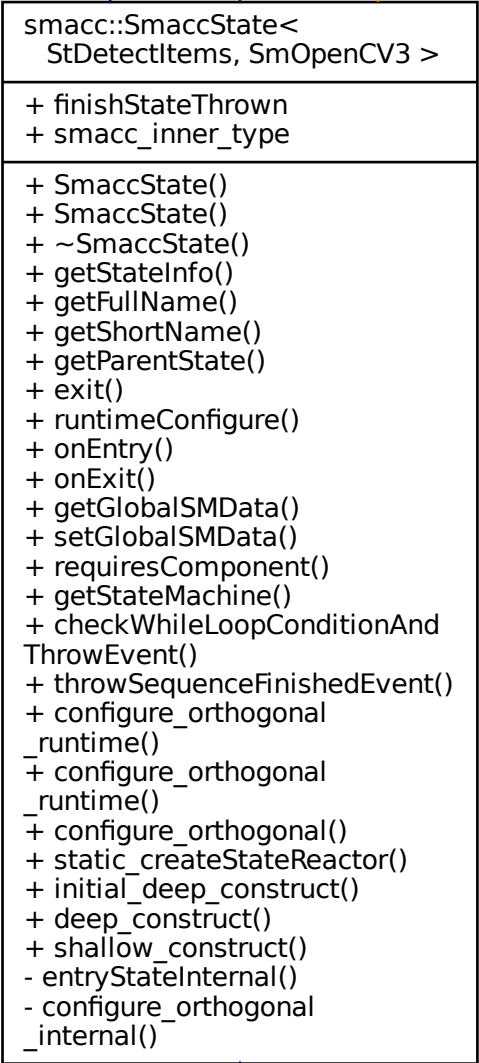 smacc::SmaccState<
StDetectItems, SmOpenCV3 >
+ finishStateThrown
+ smacc_inner_type
+ SmaccState()
+ SmaccState()
+ ~SmaccState()
+ getStateInfo()
+ getFullName()
+ getShortName()
+ getParentState()
+ exit()
+ runtimeConfigure()
+ onEntry()
+ onExit()
+ getGlobalSMData()
+ setGlobalSMData()
+ requiresComponent()
+ getStateMachine()
+ checkWhileLoopConditionAnd
ThrowEvent()
+ throwSequenceFinishedEvent()
+ configure_orthogonal
_runtime()
+ configure_orthogonal
_runtime()
+ configure_orthogonal()
+ static_createStateReactor()
+ initial_deep_construct()
+ deep_construct()
+ shallow_construct()
- entryStateInternal()
- configure_orthogonal
_internal()